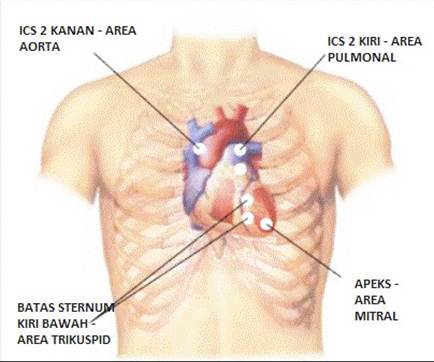 ICS 2 KANAN - AREA
AORTA
ICS 2 KIRI - AREA
PULMONAL
BATAS STERNUM
KIRI BAWAH -
AREA TRIKUSPID
APEKS -
AREA
MITRAL